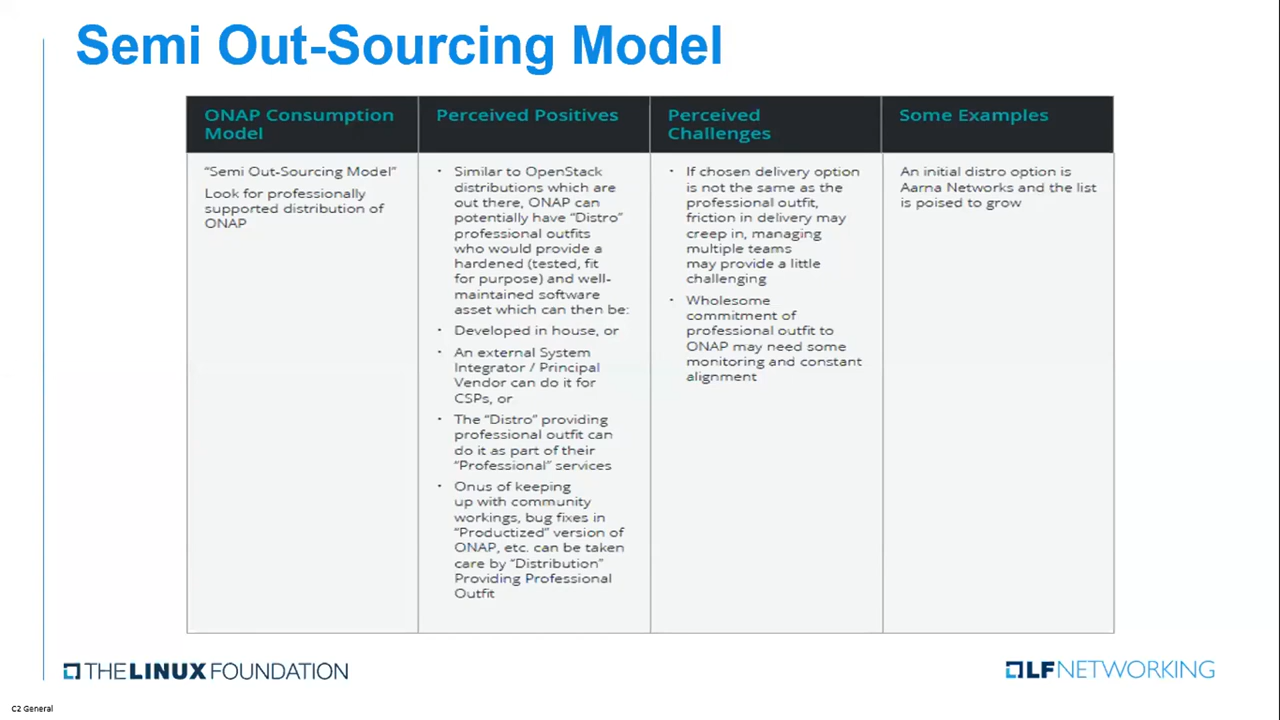 Semi Out-Sourcing Model
ONAP Consumption
Model
Perceived Positives
Perceived
Challenges
Some Examples
“Semi Out-Sourcing Model”
Look for professionally
supported distribution of
ONAP
· Similar to OpenStack
distributions which are
out there, ONAP can
potentially have “Distro”
professional outfits
who would provide a
hardened (tested, fit
for purpose) and well-
maintained software
asset which can then be:
· Developed in house, or
· An external System
Integrator / Principal
Vendor can do it for
CSPs, or
· The “Distro” providing
professional outfit can
do it as part of their
“Professional” services
· Onus of keeping
up with community
workings, bug fixes in
“Productized” version of
ONAP, etc. can be taken
care by “Distribution”
Providing Professional
Outfit
· If chosen delivery option
is not the same as the
professional outfit,
friction in delivery may
creep in, managing
multiple teams
may provide a little
challenging
· Wholesome
commitment of
professional outfit to
ONAP may need some
monitoring and constant
alignment
An initial distro option is
Aarna Networks and the list
is poised to grow
THE LINUX FOUNDATION
LF NETWORKING
C2 General